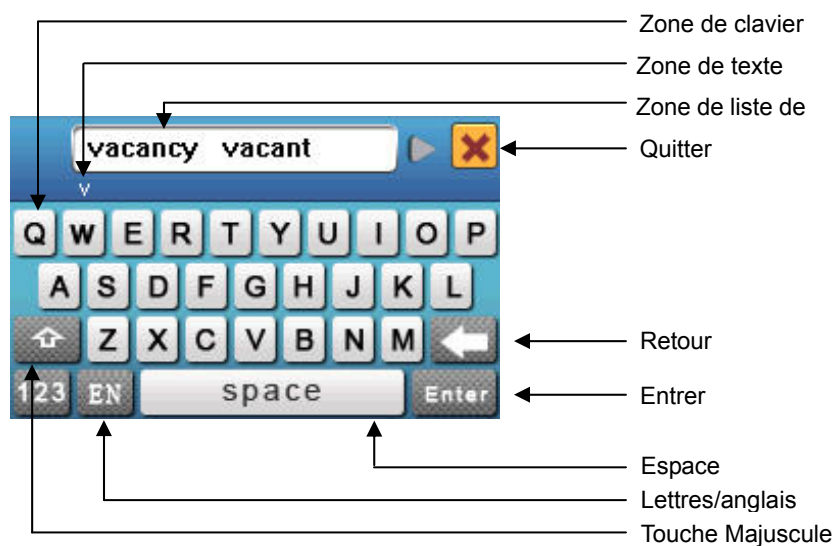 Zone de clavier
Zone de texte
Zone de liste de
Quitter
vacancy vacant
v
Q W E R T Y U I O P
A S D F G H J K L
Z X C V B N M
Retour
123 EN space Enter
Entrer
Espace
Lettres/anglais
Touche Majuscule